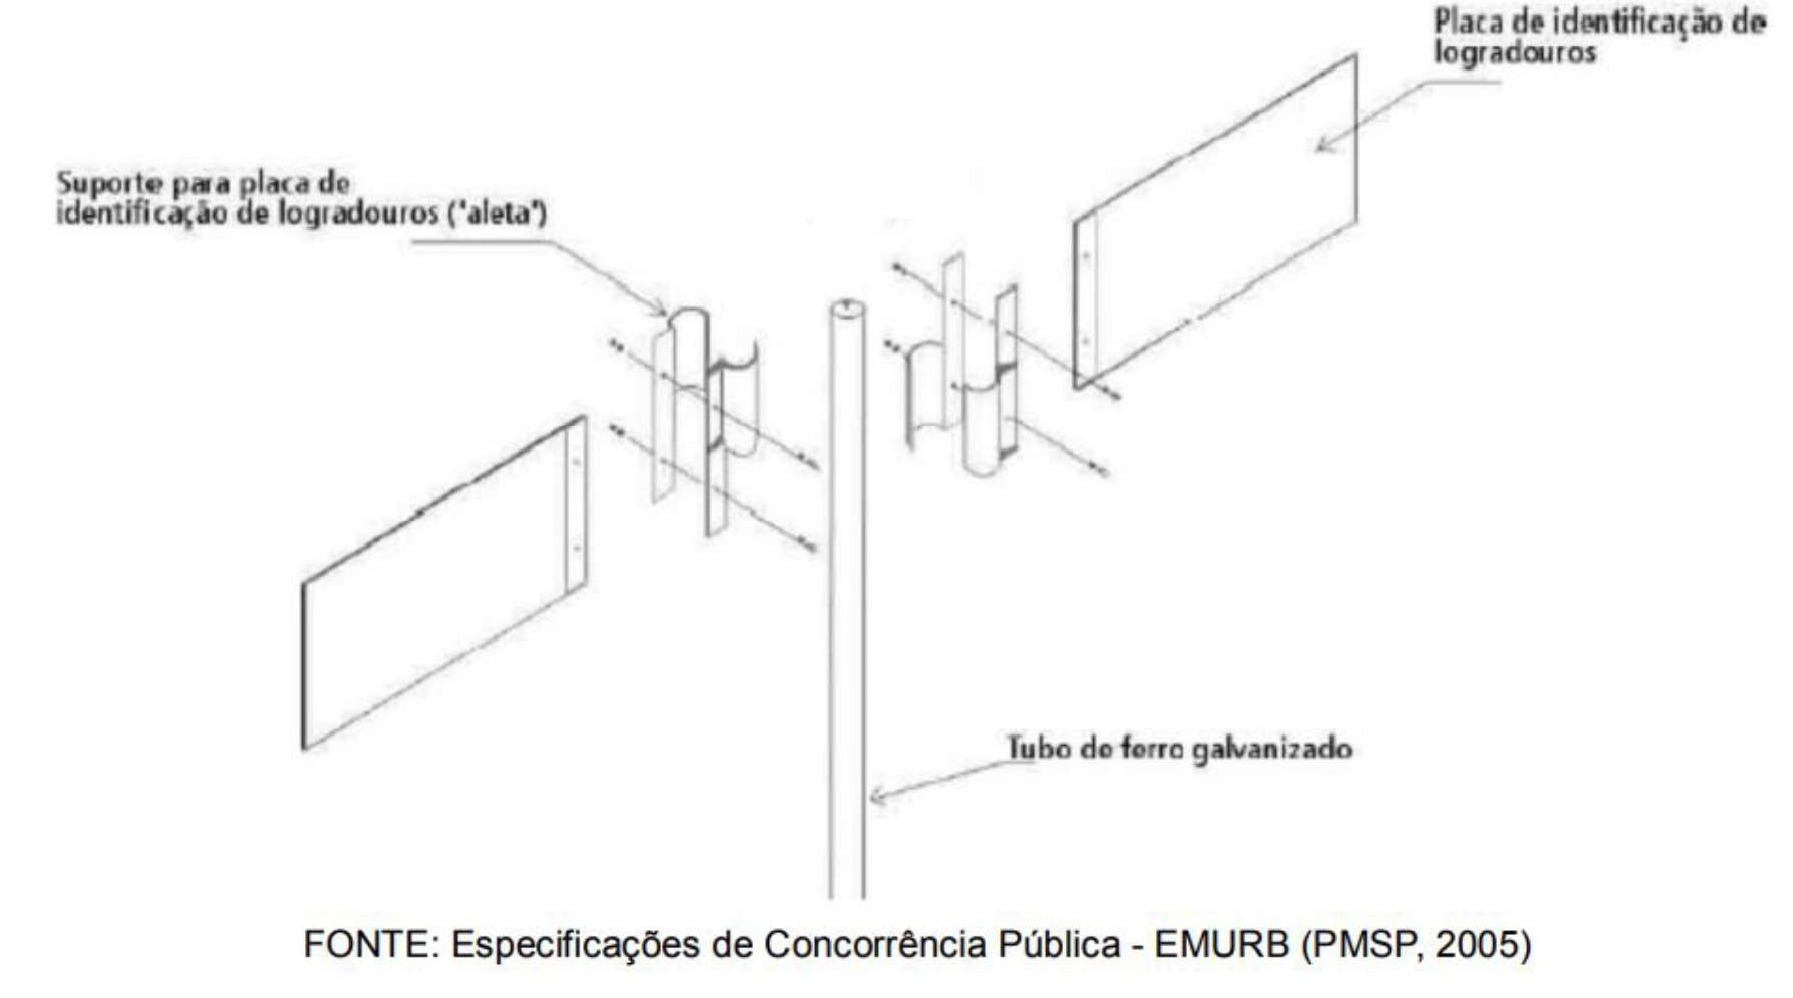 Placa de identificação de
logradouros
Suporte para placa de
identificação de logradouros ("aleta")
Tubo de ferro galvanizado
FONTE: Especificações de Concorrência Pública - EMURB (PMSP, 2005)